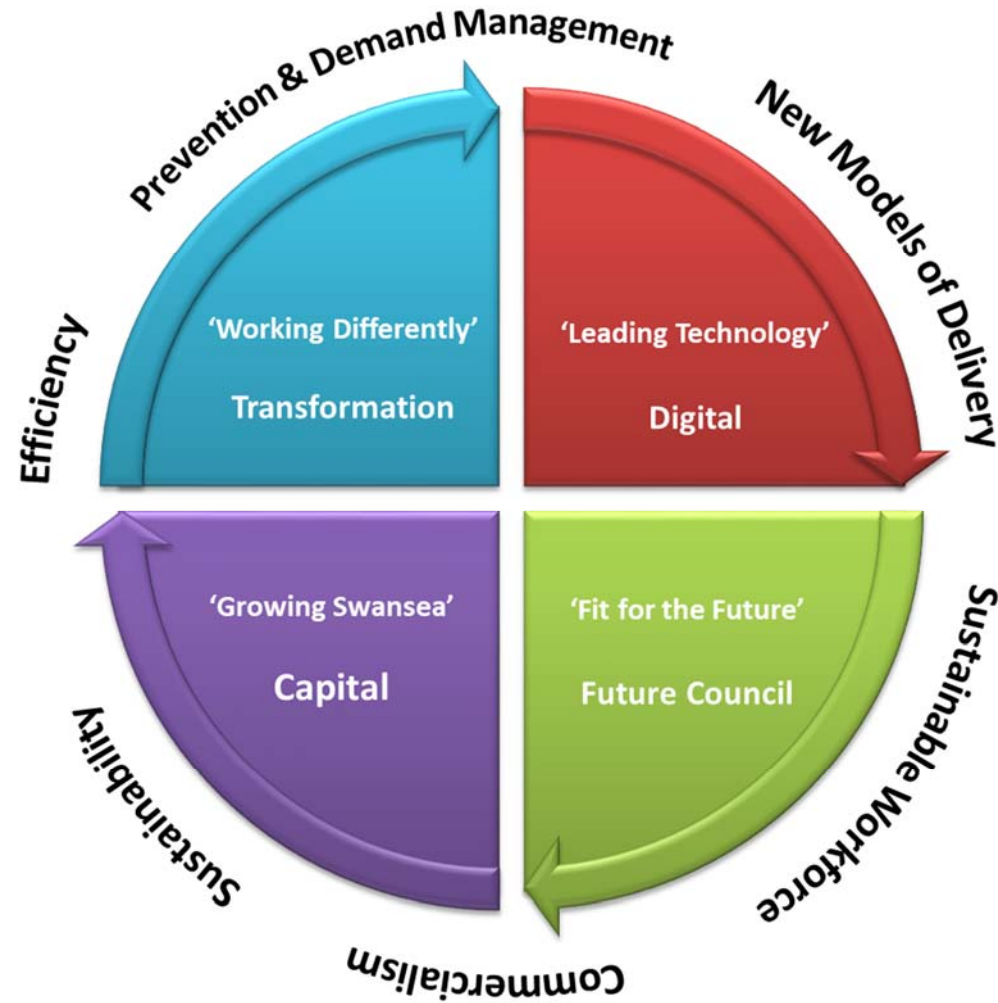 Prevention & Demand Management
New Models of Delivery
Efficiency
‘Working Differently’
Transformation
‘Leading Technology’
Digital
‘Growing Swansea’
Capital
‘Fit for the Future’
Future Council
Sustainability
Sustainable Workforce
Commercialism